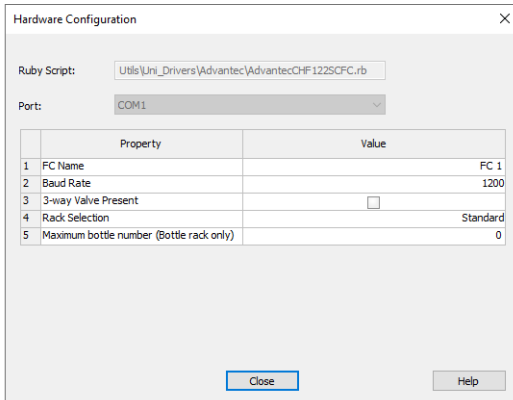 Hardware Configuration
Ruby Script: Utils\Uni_Drivers\Advantec\AdvantecCHF122SCFC.rb
Port: COM1
Property Value
1 FC Name FC 1
2 Baud Rate 1200
3 3-way Valve Present
4 Rack Selection Standard
5 Maximum bottle number (Bottle rack only) 0
Close Help